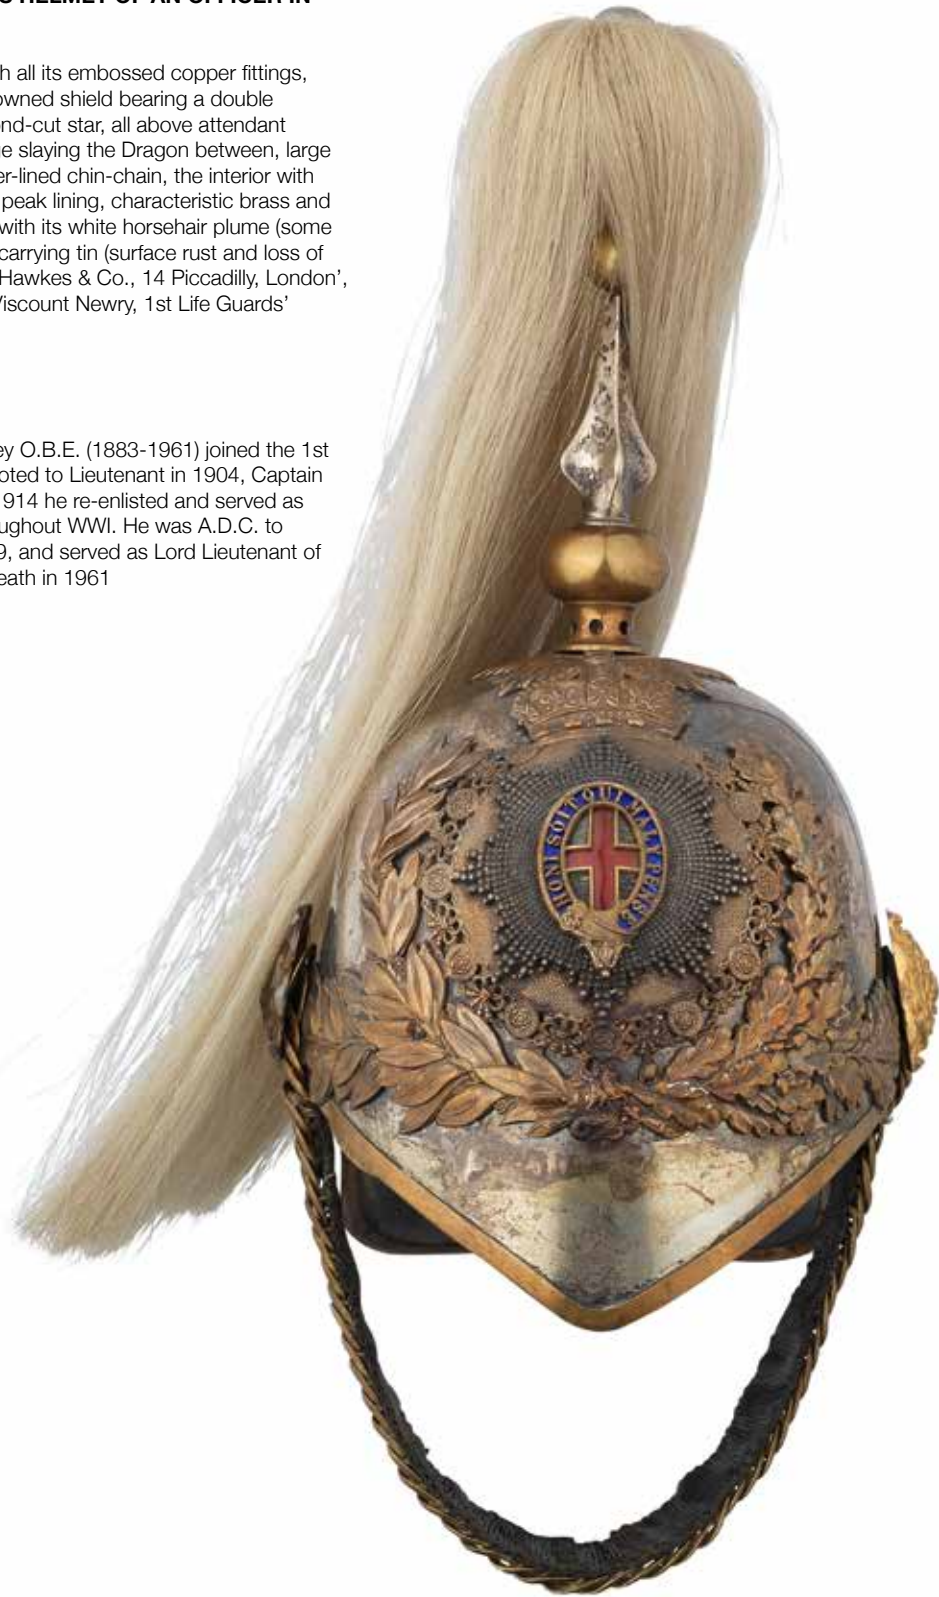 S HELMET OF AN OFFICER IN
h all its embossed copper fittings,
owned shield bearing a double
ond-cut star, all above attendant
e slaying the Dragon between, large
er-lined chin-chain, the interior with
peak lining, characteristic brass and
with its white horsehair plume (some
carrying tin (surface rust and loss of
Hawkes & Co., 14 Piccadilly, London’,
Viscount Newry, 1st Life Guards’
ey O.B.E. (1883-1961) joined the 1st
oted to Lieutenant in 1904, Captain
1914 he re-enlisted and served as
oughout WWI. He was A.D.C. to
9, and served as Lord Lieutenant of
eath in 1961
HONI SOIT QUI MAL Y PENSE